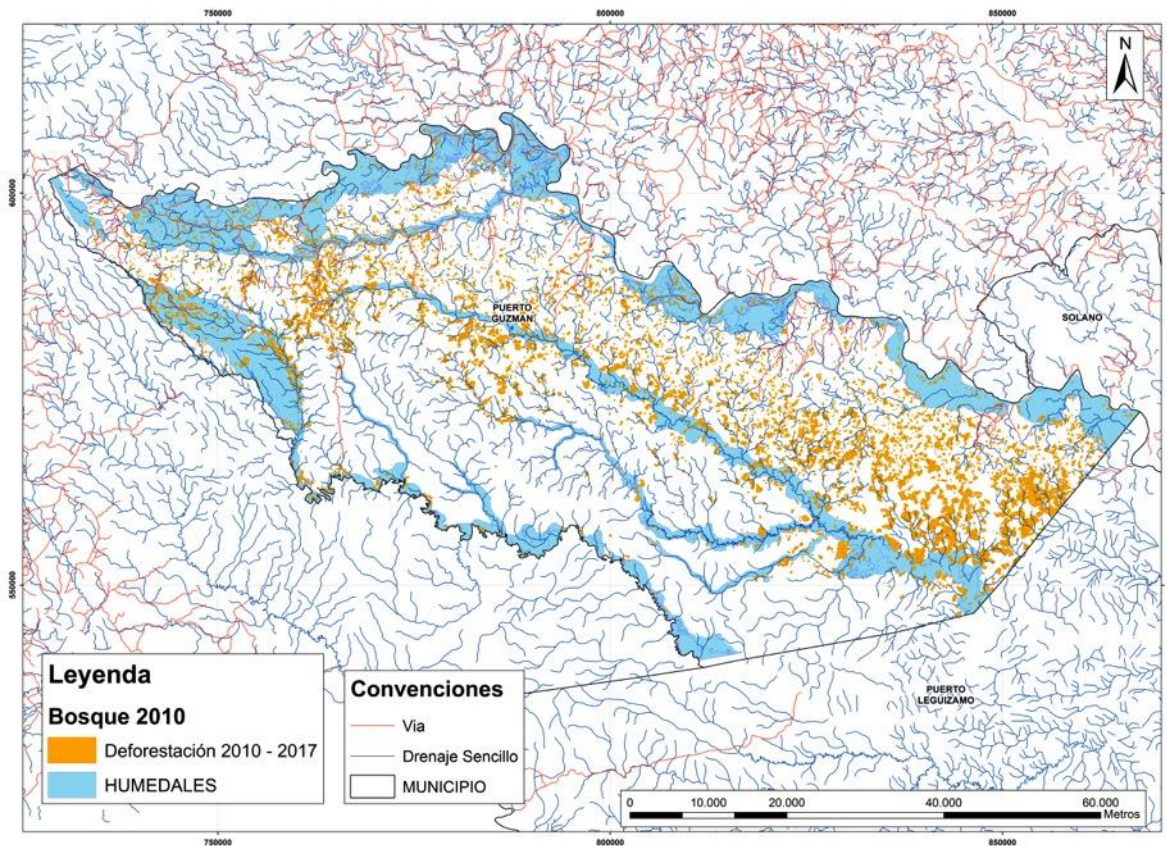 750000
800000
850000
N
600000
PUERTO
GUZMÁN
SOLANO
550000
PUERTO
LEGUIZAMO
Leyenda
Bosque 2010
Deforestación 2010 - 2017
HUMEDALES
Convenciones
Via
Drenaje Sencillo
MUNICIPIO
0 10.000 20.000 40.000 60.000
Metros
750000
800000
850000